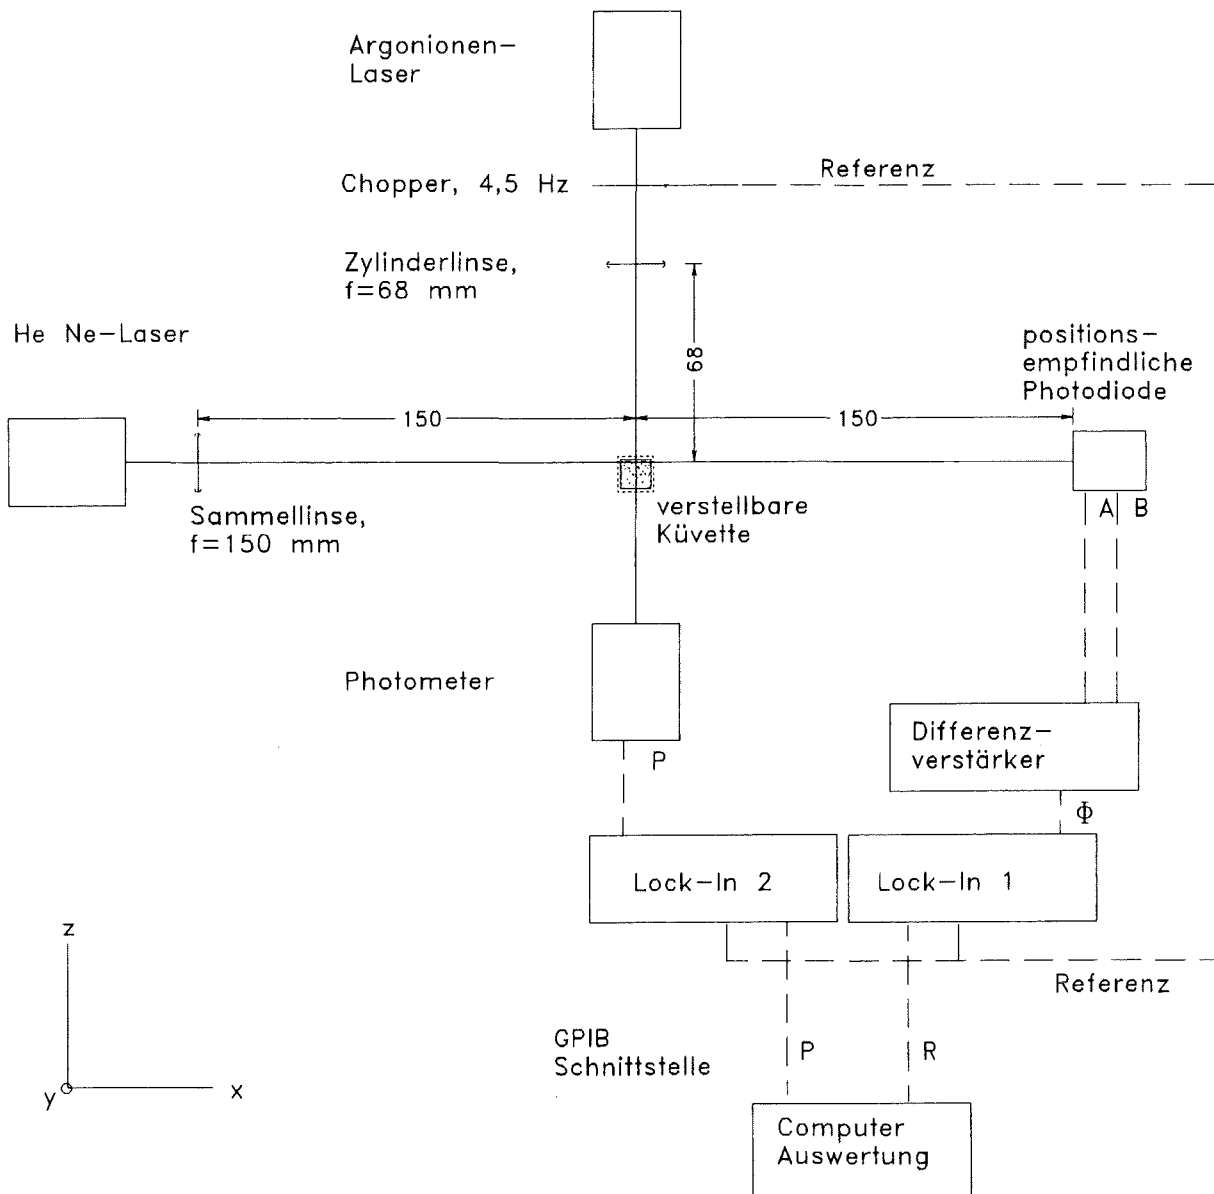 Argonionen-
Laser
Chopper, 4,5 Hz
Referenz
Zylinderlinse,
f=68 mm
68
He Ne-Laser
positions-
empfindliche
Photodiode
150
150
Sammellinse,
f=150 mm
verstellbare
Küvette
A B
Photometer
P
Differenz-
verstärker
Φ
Lock-In 2
Lock-In 1
Referenz
z
y
x
GPIB
Schnittstelle
P
R
Computer
Auswertung